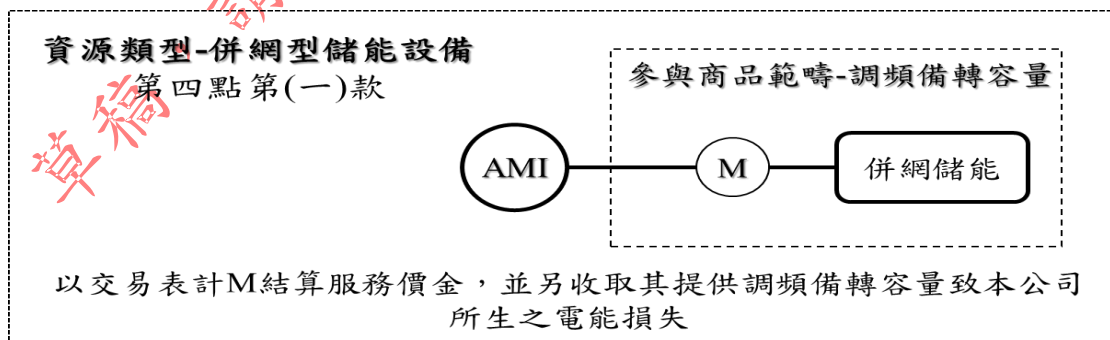 資源類型-併網型儲能設備
第四點第(一)款
參與商品範疇-調頻備轉容量
AMI
M
併網儲能
以交易表計M結算服務價金，並另收取其提供調頻備轉容量致本公司
所生之電能損失
草稿